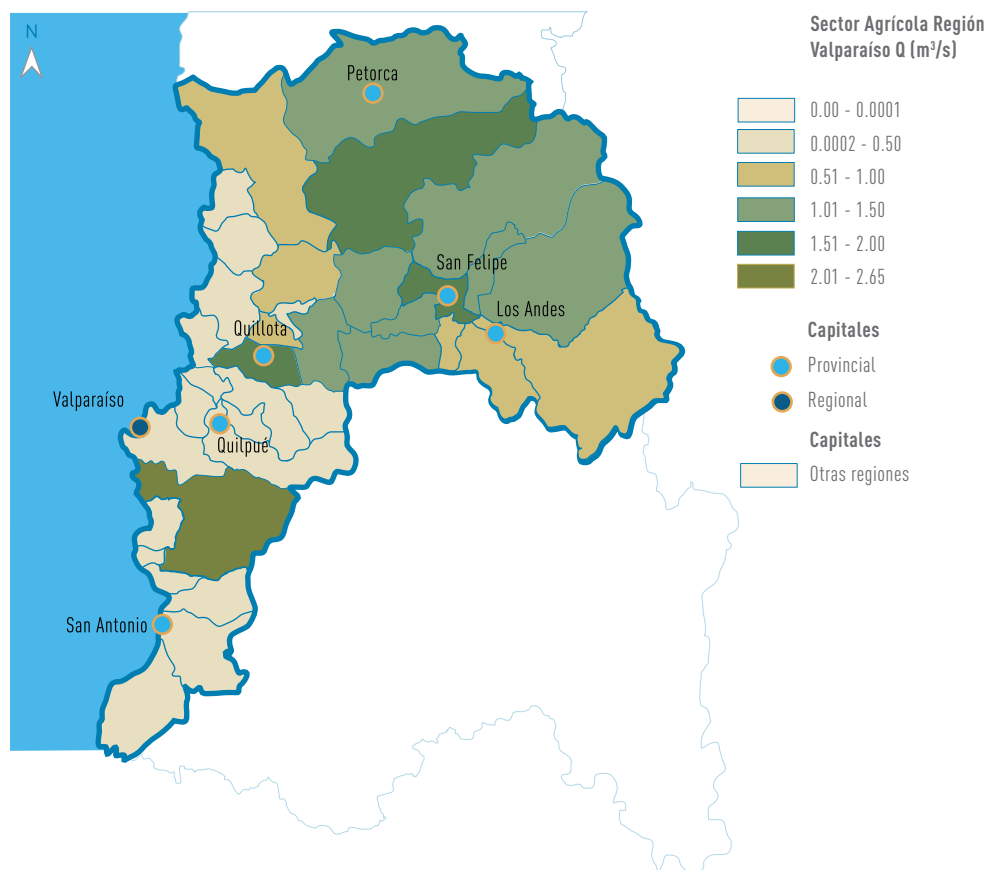 N
Petorca
San Felipe
Los Andes
Quillota
Valparaíso
Quilpué
San Antonio
Sector Agrícola Región
Valparaíso Q (m³/s)
0.00 - 0.0001
0.0002 - 0.50
0.51 - 1.00
1.01 - 1.50
1.51 - 2.00
2.01 - 2.65
Capitales
Provincial
Regional
Capitales
Otras regiones